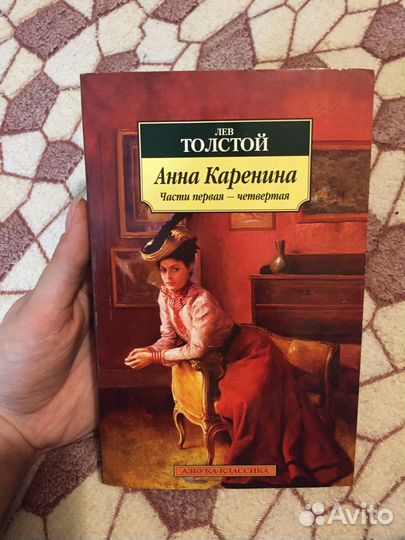 ЛЕВ
ТОЛСТОЙ
Анна Каренина
Части первая — четвертая
АЗБУКА-КЛАССИКА
Avito